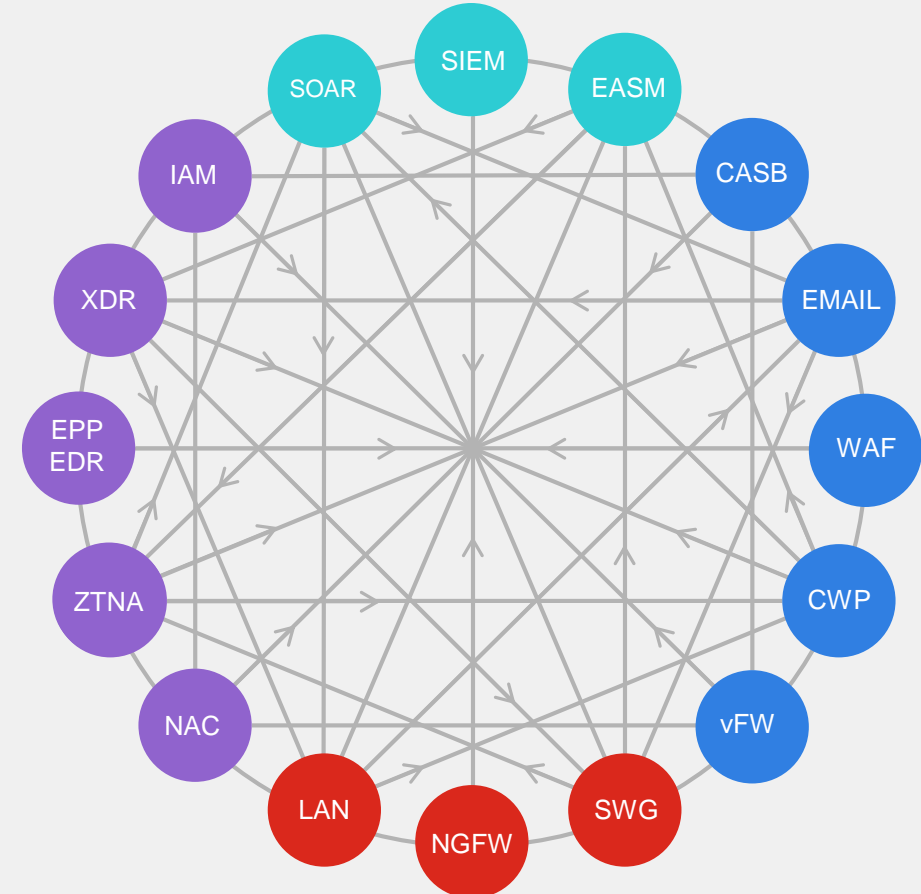 SIEM
SOAR
EASM
IAM
CASB
XDR
EMAIL
EPP
EDR
WAF
ZTNA
CWP
NAC
vFW
LAN
SWG
NGFW